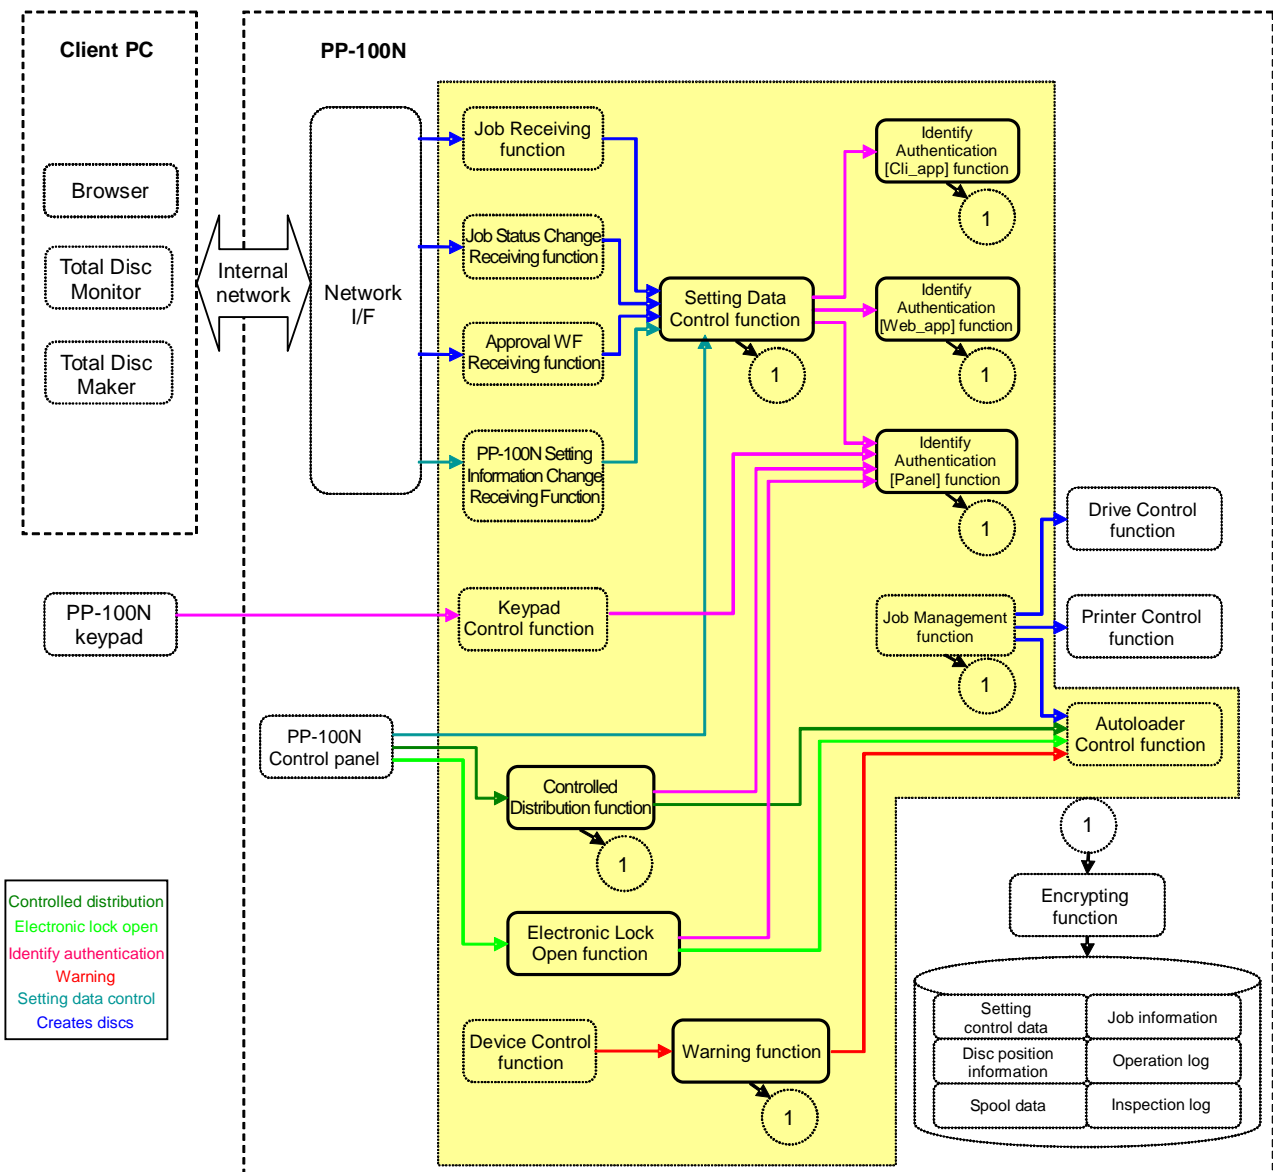 Client PC
PP-100N
Browser
Total Disc
Monitor
Total Disc
Maker
Internal
network
Network
I/F
Job Receiving
function
Job Status Change
Receiving function
Approval WF
Receiving function
PP-100N Setting
Information Change
Receiving Function
Setting Data
Control function
1
Identify
Authentication
[Cli_app] function
1
Identify
Authentication
[Web_app] function
1
Identify
Authentication
[Panel] function
1
Drive Control
function
PP-100N
keypad
Keypad
Control function
Job Management
function
1
Printer Control
function
PP-100N
Control panel
Autoloader
Control function
Controlled
Distribution function
1
1
Encrypting
function
Controlled distribution
Electronic lock open
Identify authentication
Warning
Setting data control
Creates discs
Electronic Lock
Open function
Device Control
function
Warning function
1
Setting
control data
Job information
Disc position
information
Operation log
Spool data
Inspection log